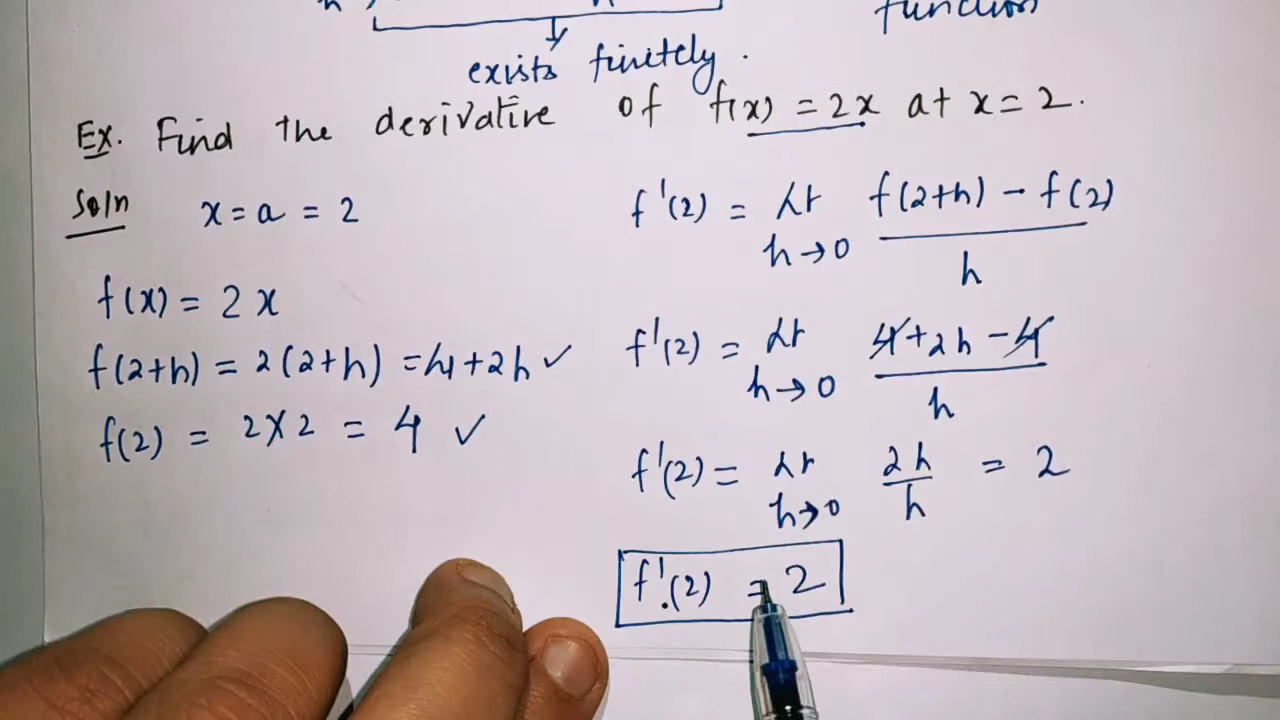 function
exists finitely.
Ex. Find the derivative of f(x) = 2x at x = 2.
Soln x = a = 2
f(x) = 2x
f(2+h) = 2(2+h) = 4+2h ✓
f(2) = 2×2 = 4 ✓
f'(2) = Lt h→0 f(2+h) - f(2) / h
f'(2) = Lt h→0 4+2h-4 / h
f'(2) = Lt h→0 2h / h = 2
f'(2) = 2